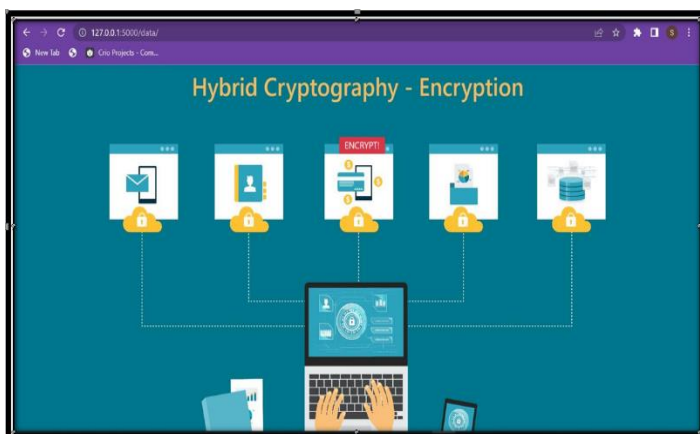 127.0.0.1:5000/data/
S
New Tab
Crio Projects - Com...
Hybrid Cryptography - Encryption
ENCRYPT!